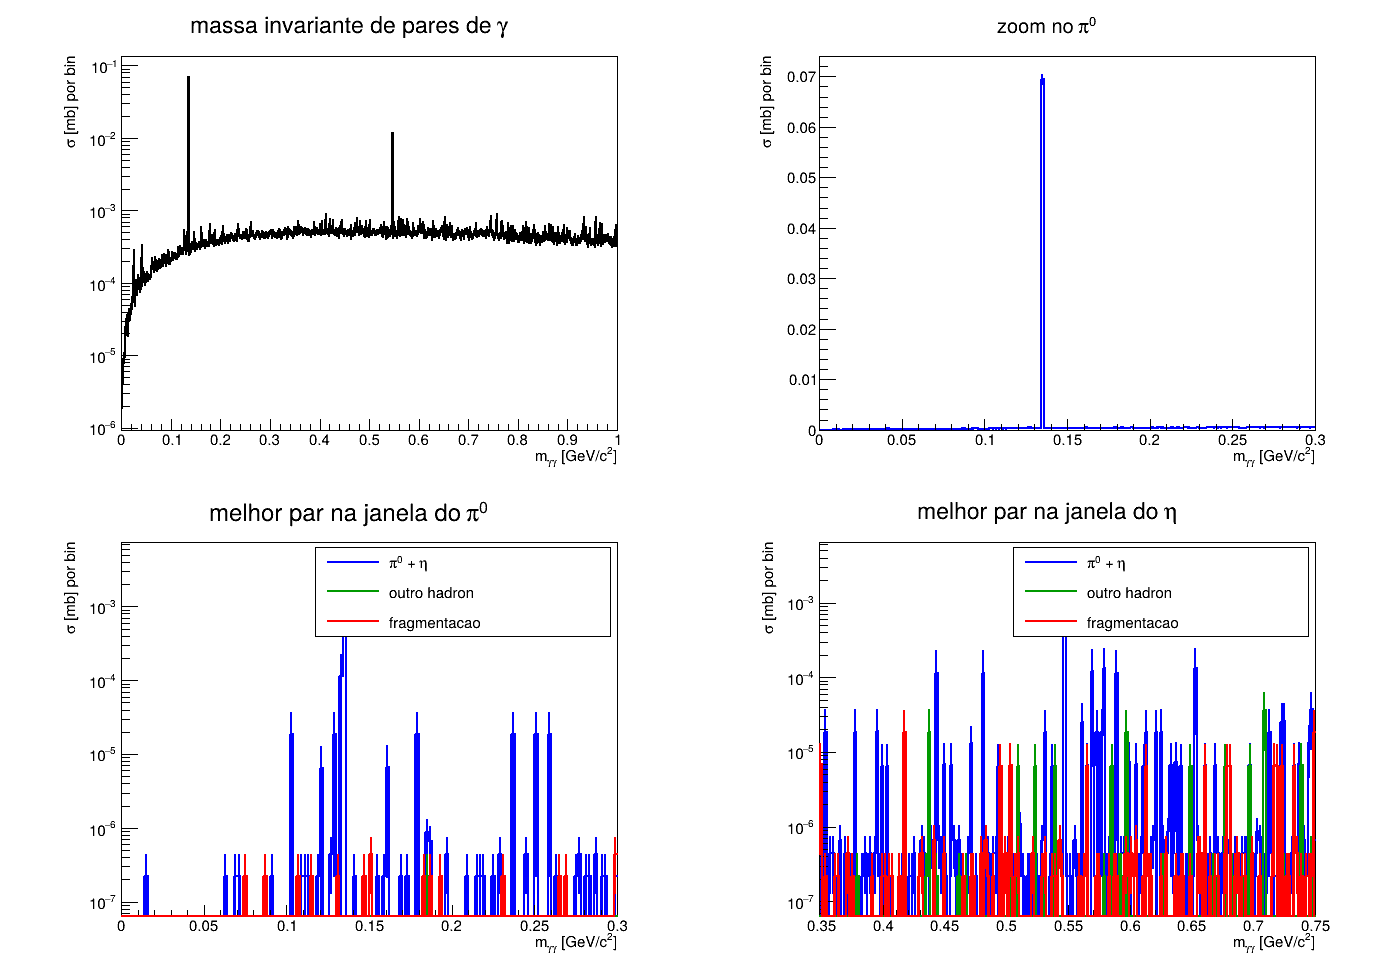 massa invariante de pares de γ
σ [mb] por bin
10⁻¹
10⁻²
10⁻³
10⁻⁴
10⁻⁵
10⁻⁶
0 0.1 0.2 0.3 0.4 0.5 0.6 0.7 0.8 0.9 1
m_γγ [GeV/c²]
zoom no π⁰
σ [mb] por bin
0.07
0.06
0.05
0.04
0.03
0.02
0.01
0
0 0.05 0.1 0.15 0.2 0.25 0.3
m_γγ [GeV/c²]
melhor par na janela do π⁰
σ [mb] por bin
π⁰ + η
outro hadron
fragmentacao
10⁻³
10⁻⁴
10⁻⁵
10⁻⁶
10⁻⁷
0 0.05 0.1 0.15 0.2 0.25 0.3
m_γγ [GeV/c²]
melhor par na janela do η
σ [mb] por bin
π⁰ + η
outro hadron
fragmentacao
10⁻³
10⁻⁴
10⁻⁵
10⁻⁶
10⁻⁷
0.35 0.4 0.45 0.5 0.55 0.6 0.65 0.7 0.75
m_γγ [GeV/c²]